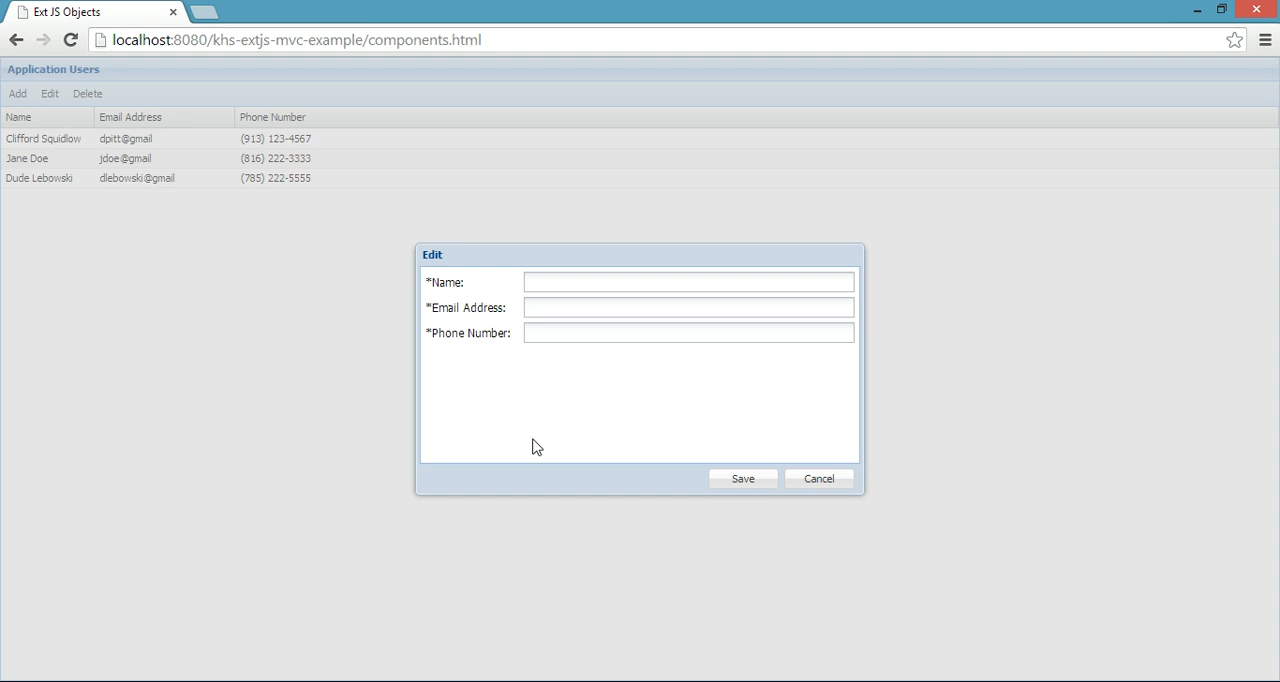 Ext JS Objects
localhost:8080/khs-extjs-mvc-example/components.html
Application Users
Add Edit Delete
Name Email Address Phone Number
Clifford Squidlow dpitt@gmail (913) 123-4567
Jane Doe jdoe@gmail (816) 222-3333
Dude Lebowski dlebowski@gmail (785) 222-5555
Edit
*Name:
*Email Address:
*Phone Number:
Save Cancel